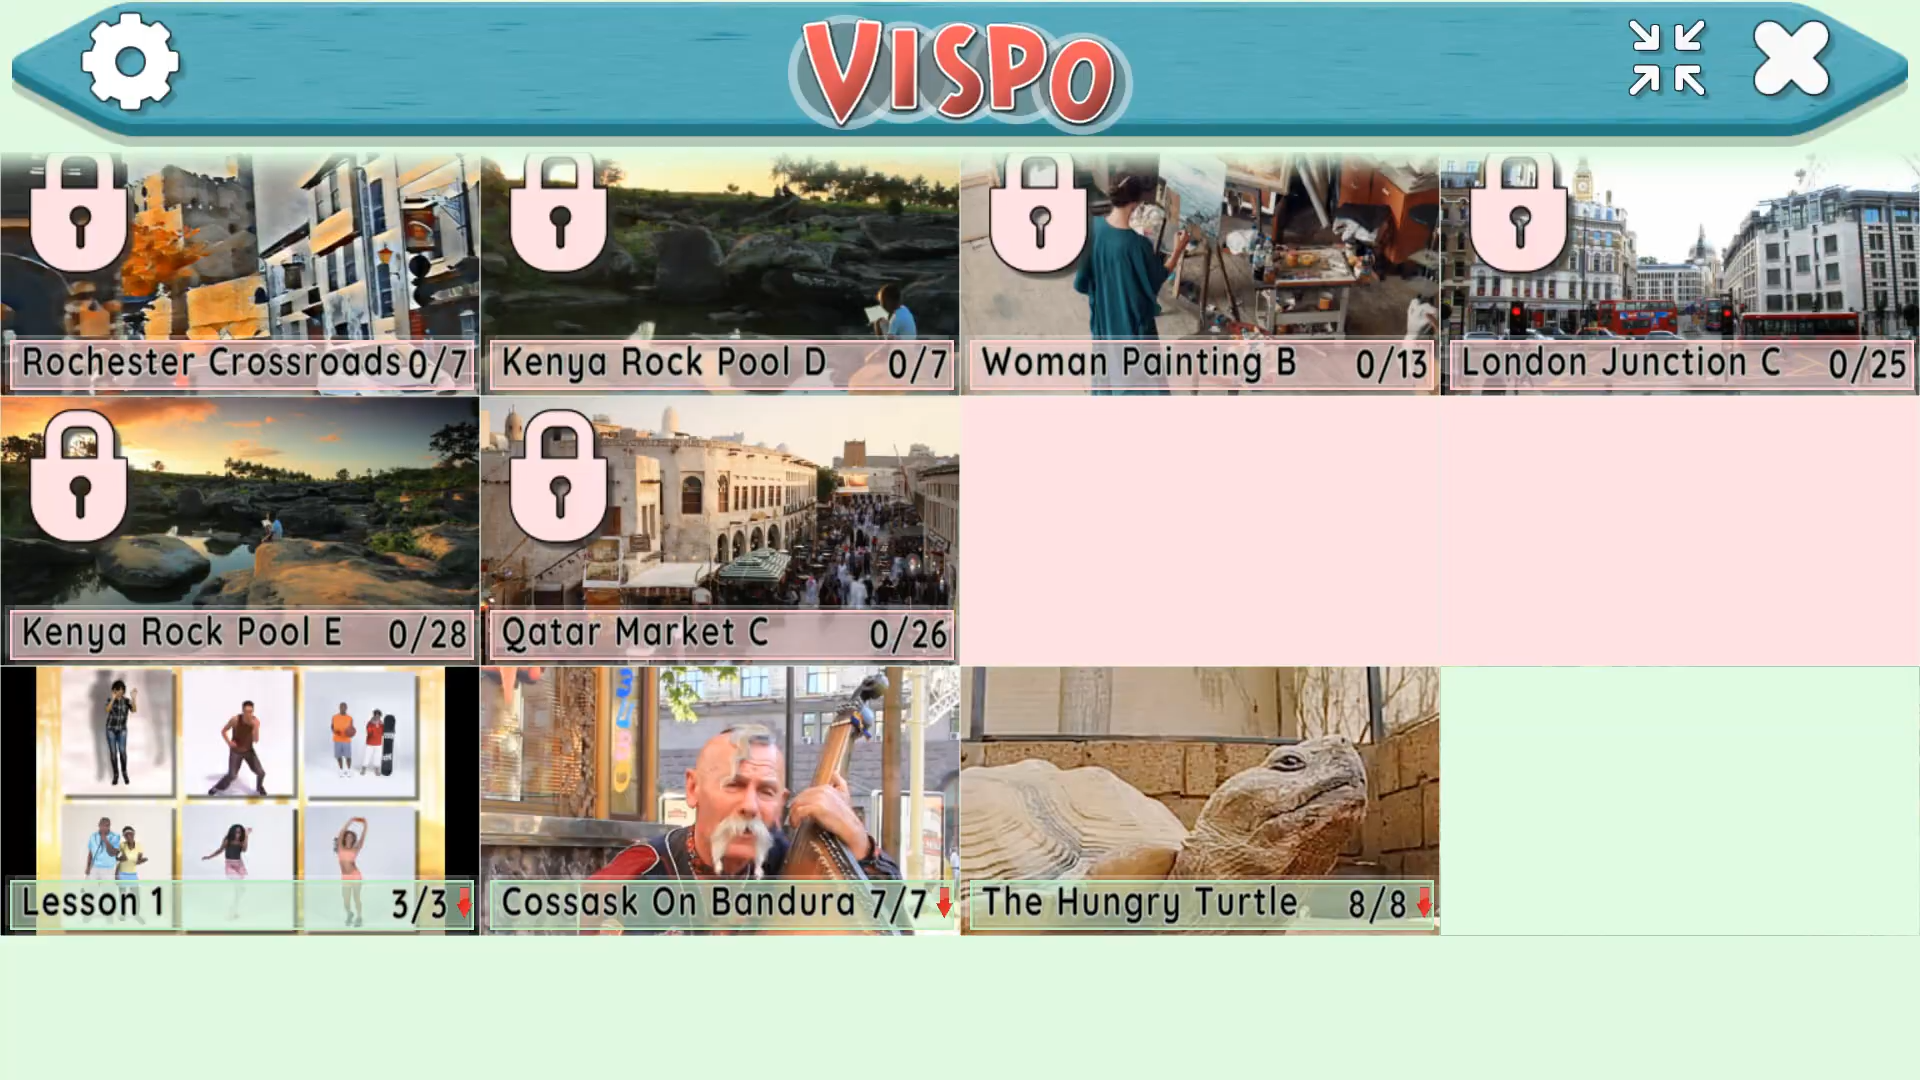 VISPO
Rochester Crossroads 0/7
Kenya Rock Pool D 0/7
Woman Painting B 0/13
London Junction C 0/25
Kenya Rock Pool E 0/28
Qatar Market C 0/26
Lesson 1 3/3
Cossask On Bandura 7/7
The Hungry Turtle 8/8